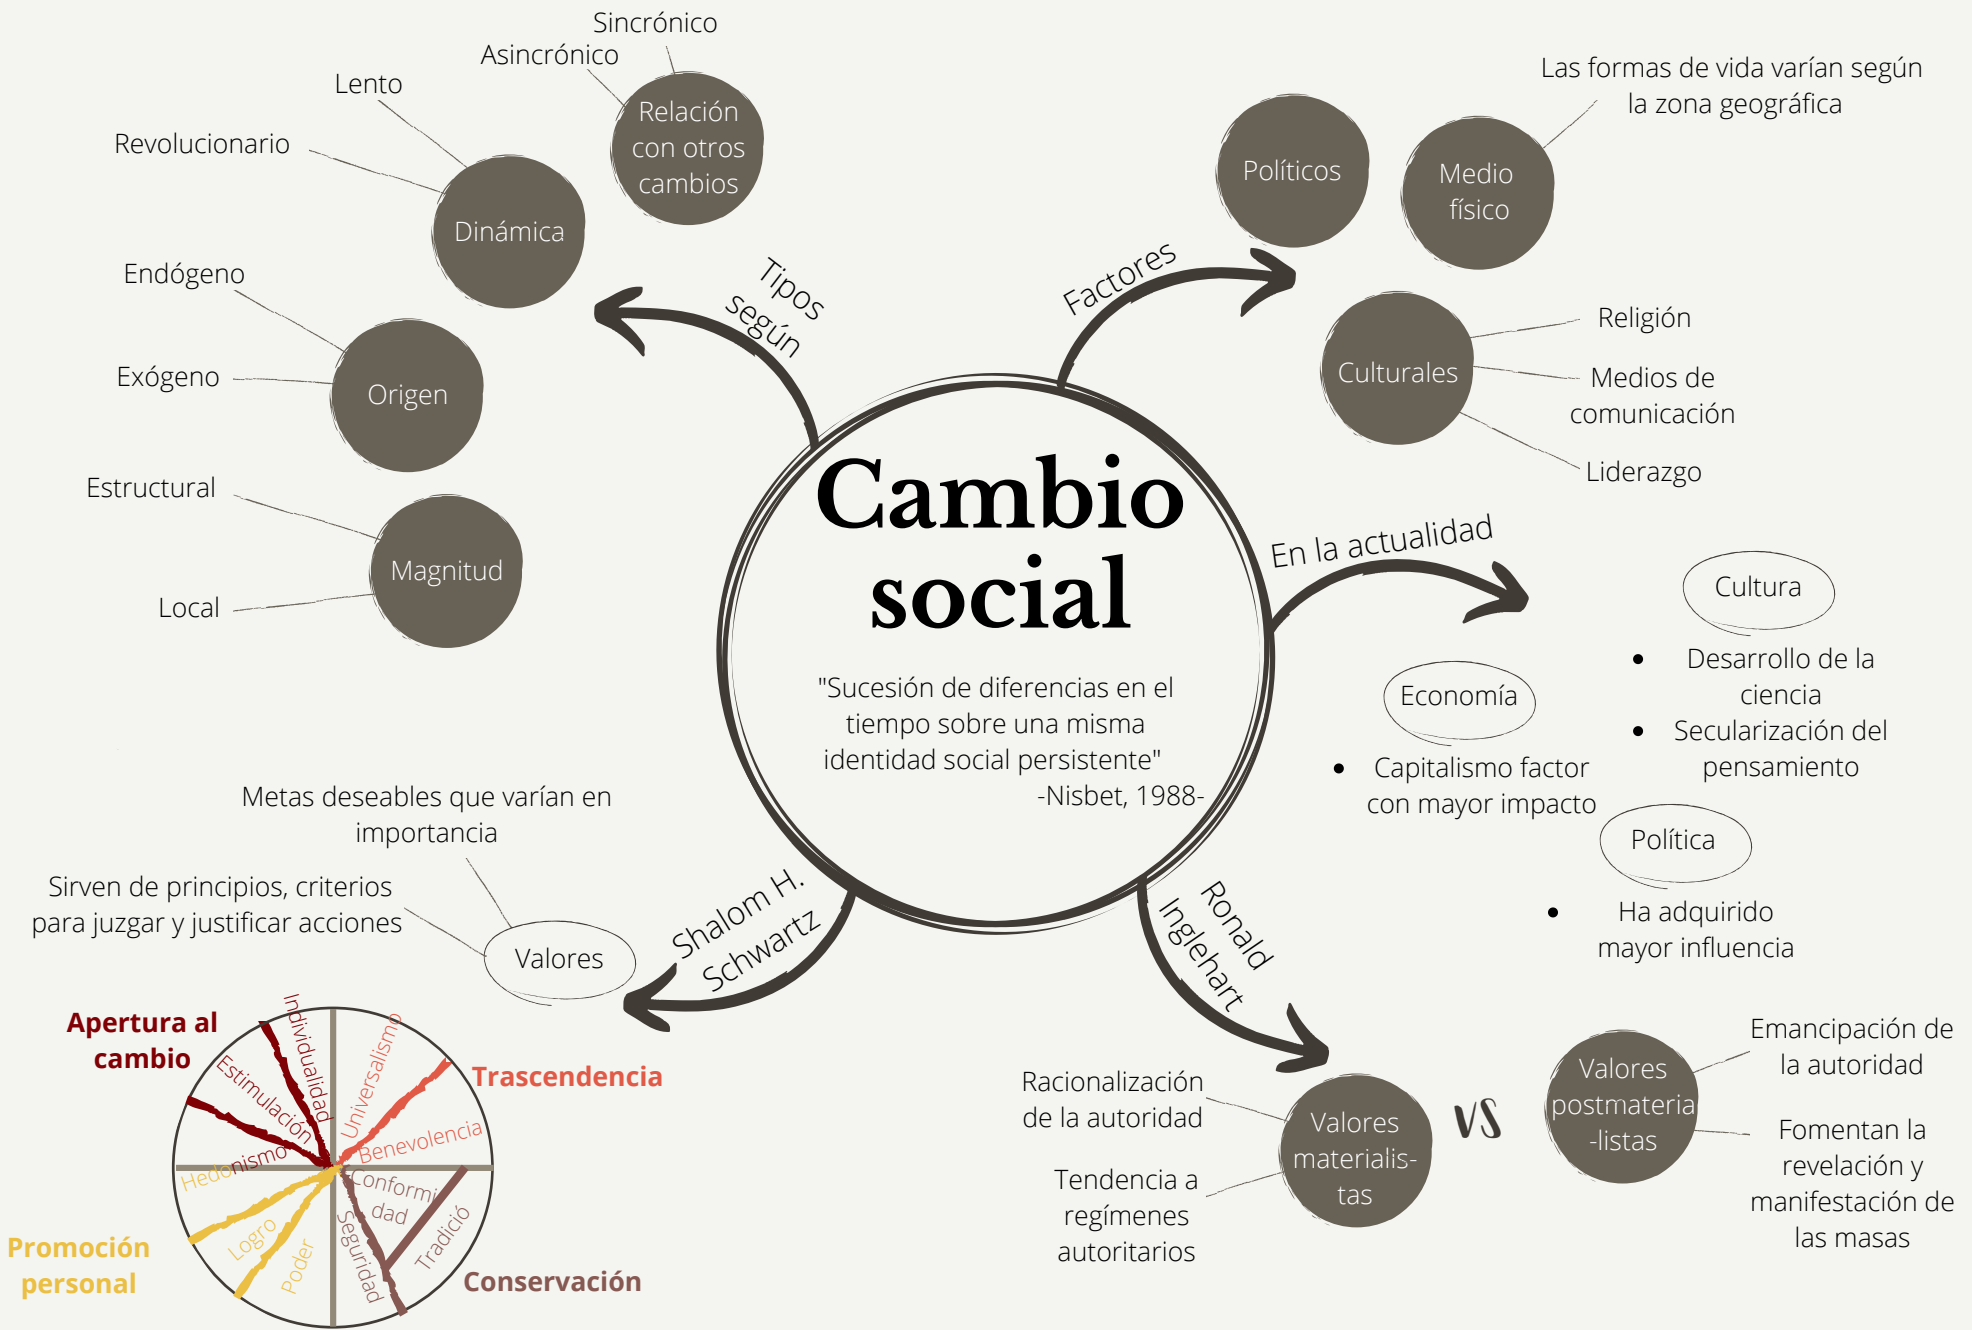 Cambio
social
"Sucesión de diferencias en el
tiempo sobre una misma
identidad social persistente"
-Nisbet, 1988-
Tipos
según
Sincrónico
Asincrónico
Relación
con otros
cambios
Lento
Revolucionario
Dinámica
Endógeno
Exógeno
Origen
Estructural
Local
Magnitud
Factores
Políticos
Medio
físico
Las formas de vida varían según
la zona geográfica
Culturales
Religión
Medios de
comunicación
Liderazgo
En la actualidad
Cultura
Desarrollo de la
ciencia
Secularización del
pensamiento
Economía
Capitalismo factor
con mayor impacto
Política
Ha adquirido
mayor influencia
Ronald
Inglehart
Racionalización
de la autoridad
Tendencia a
regímenes
autoritarios
Valores
materialis-
tas
VS
Valores
postmateria
-listas
Emancipación de
la autoridad
Fomentan la
revelación y
manifestación de
las masas
Shalom H.
Schwartz
Valores
Metas deseables que varían en
importancia
Sirven de principios, criterios
para juzgar y justificar acciones
Apertura al
cambio
Individualidad
Estimulación
Hedonismo
Trascendencia
Universalismo
Benevolencia
Promoción
personal
Logro
Poder
Conservación
Conformi
dad
Tradició
Seguridad